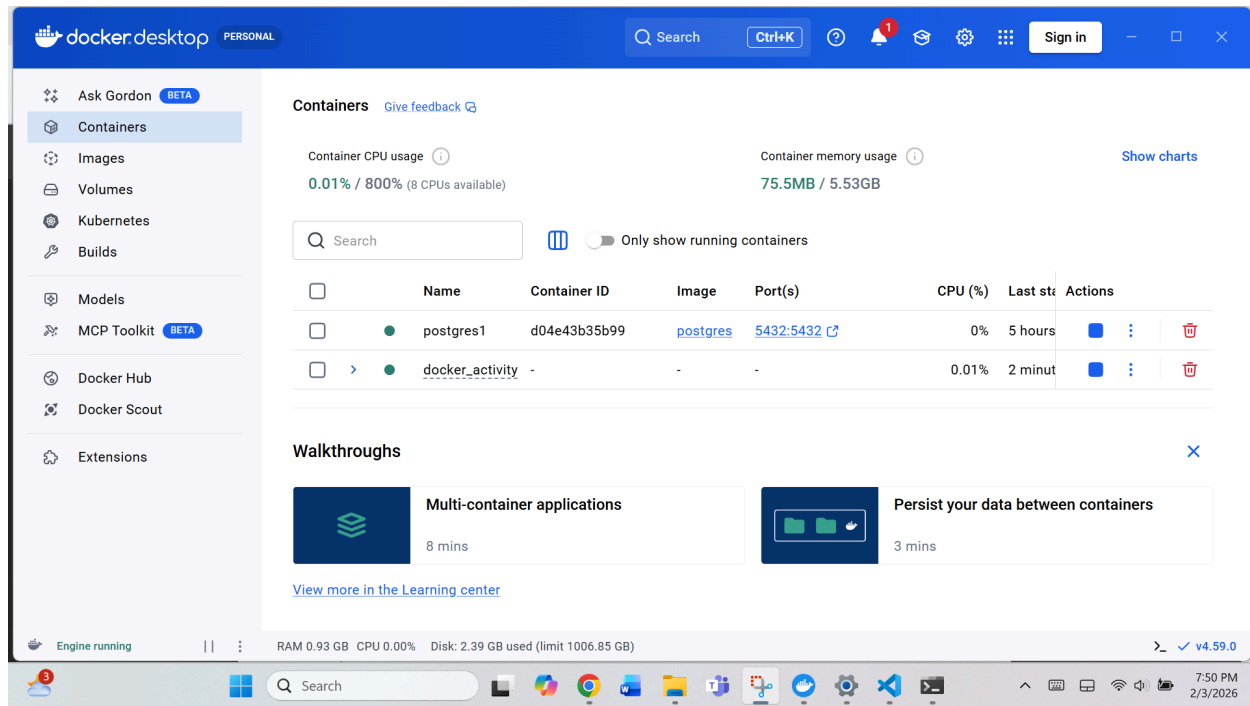 docker.desktop PERSONAL
Search Ctrl+K 1 Sign in
Ask Gordon BETA
Containers
Images
Volumes
Kubernetes
Builds
Models
MCP Toolkit BETA
Docker Hub
Docker Scout
Extensions
Containers Give feedback
Container CPU usage
0.01% / 800% (8 CPUs available)
Container memory usage
75.5MB / 5.53GB
Show charts
Search
Only show running containers
Name Container ID Image Port(s) CPU (%) Last sta Actions
postgres1 d04e43b35b99 postgres 5432:5432 0% 5 hours
docker_activity - - - 0.01% 2 minut
Walkthroughs
Multi-container applications
8 mins
Persist your data between containers
3 mins
View more in the Learning center
Engine running RAM 0.93 GB CPU 0.00% Disk: 2.39 GB used (limit 1006.85 GB) >_ v4.59.0
3 Search 7:50 PM
2/3/2026